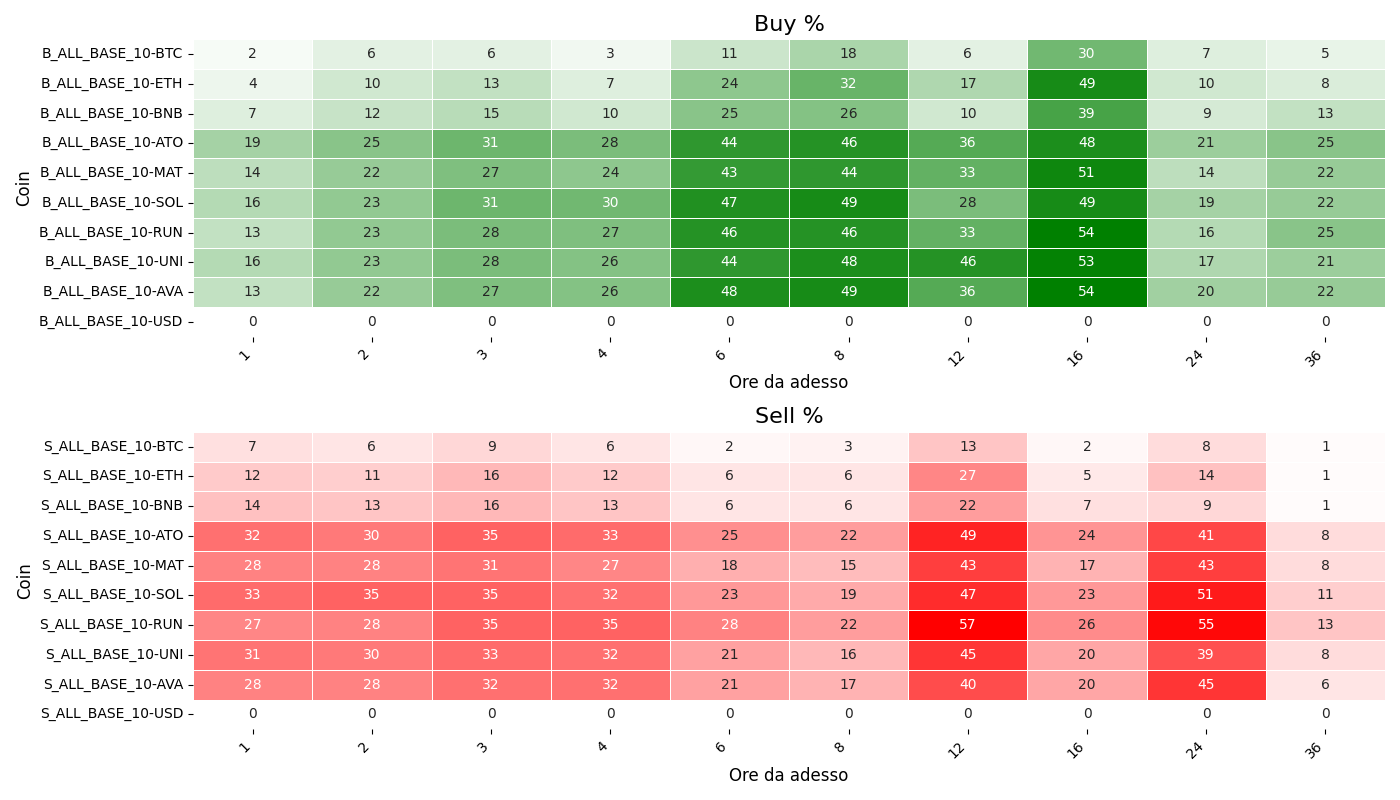 Buy %
B_ALL_BASE_10-BTC 2 6 6 3 11 18 6 30 7 5
B_ALL_BASE_10-ETH 4 10 13 7 24 32 17 49 10 8
B_ALL_BASE_10-BNB 7 12 15 10 25 26 10 39 9 13
B_ALL_BASE_10-ATO 19 25 31 28 44 46 36 48 21 25
B_ALL_BASE_10-MAT 14 22 27 24 43 44 33 51 14 22
B_ALL_BASE_10-SOL 16 23 31 30 47 49 28 49 19 22
B_ALL_BASE_10-RUN 13 23 28 27 46 46 33 54 16 25
B_ALL_BASE_10-UNI 16 23 28 26 44 48 46 53 17 21
B_ALL_BASE_10-AVA 13 22 27 26 48 49 36 54 20 22
B_ALL_BASE_10-USD 0 0 0 0 0 0 0 0 0 0
Coin
1 2 3 4 6 8 12 16 24 36
Ore da adesso
Sell %
S_ALL_BASE_10-BTC 7 6 9 6 2 3 13 2 8 1
S_ALL_BASE_10-ETH 12 11 16 12 6 6 27 5 14 1
S_ALL_BASE_10-BNB 14 13 16 13 6 6 22 7 9 1
S_ALL_BASE_10-ATO 32 30 35 33 25 22 49 24 41 8
S_ALL_BASE_10-MAT 28 28 31 27 18 15 43 17 43 8
S_ALL_BASE_10-SOL 33 35 35 32 23 19 47 23 51 11
S_ALL_BASE_10-RUN 27 28 35 35 28 22 57 26 55 13
S_ALL_BASE_10-UNI 31 30 33 32 21 16 45 20 39 8
S_ALL_BASE_10-AVA 28 28 32 32 21 17 40 20 45 6
S_ALL_BASE_10-USD 0 0 0 0 0 0 0 0 0 0
Coin
1 2 3 4 6 8 12 16 24 36
Ore da adesso